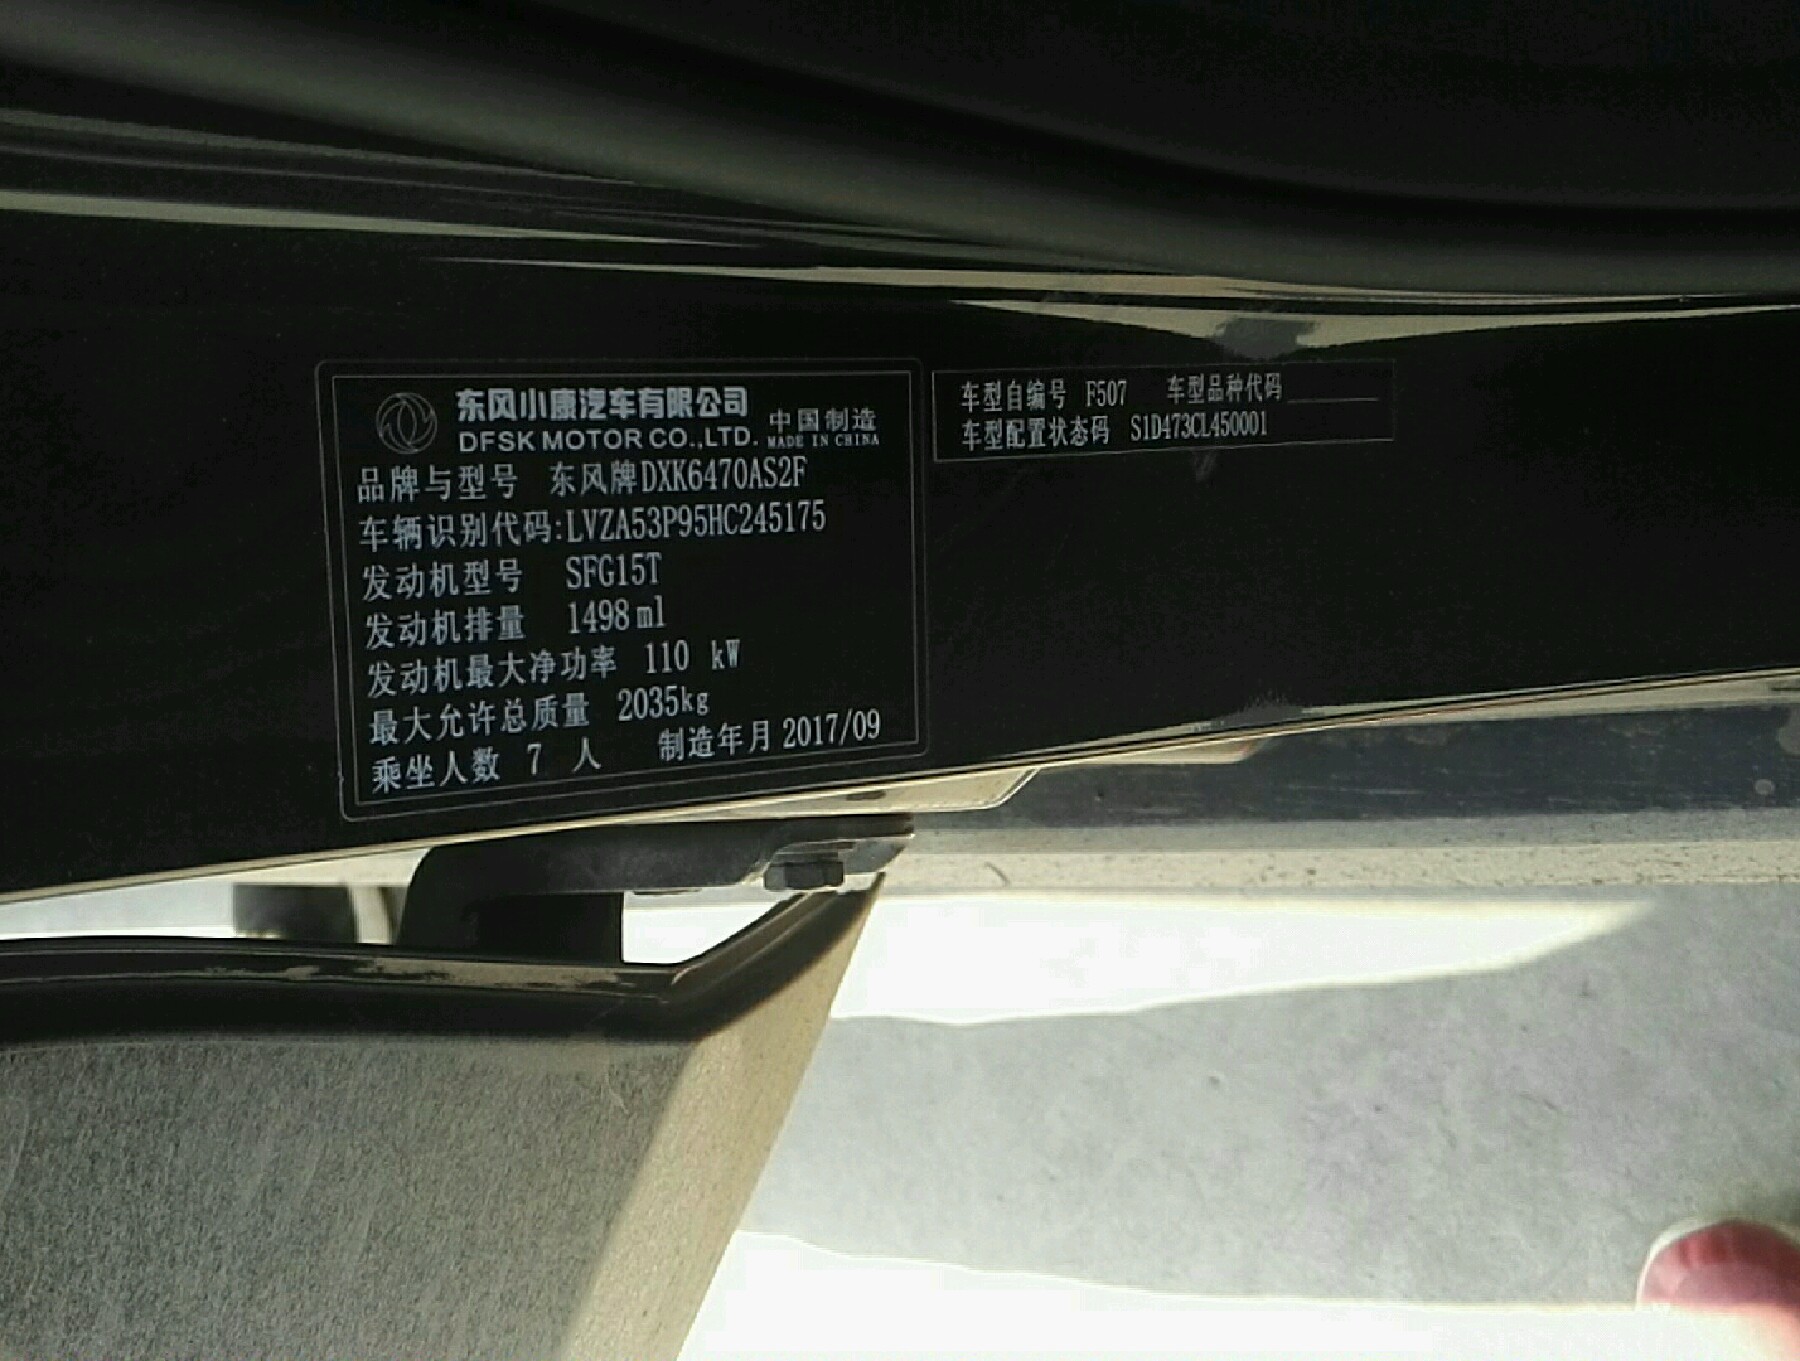 东风小康汽车有限公司 中国制造
DFSK MOTOR CO.,LTD. MADE IN CHINA
品牌与型号 东风牌DXK6470AS2F
车辆识别代码:LVZA53P95HC245175
发动机型号 SFG15T
发动机排量 1498ml
发动机最大净功率 110 kW
最大允许总质量 2035kg
乘坐人数 7 人 制造年月 2017/09
车型自编号 F507 车型品种代码
车型配置状态码 S1D473CL450001